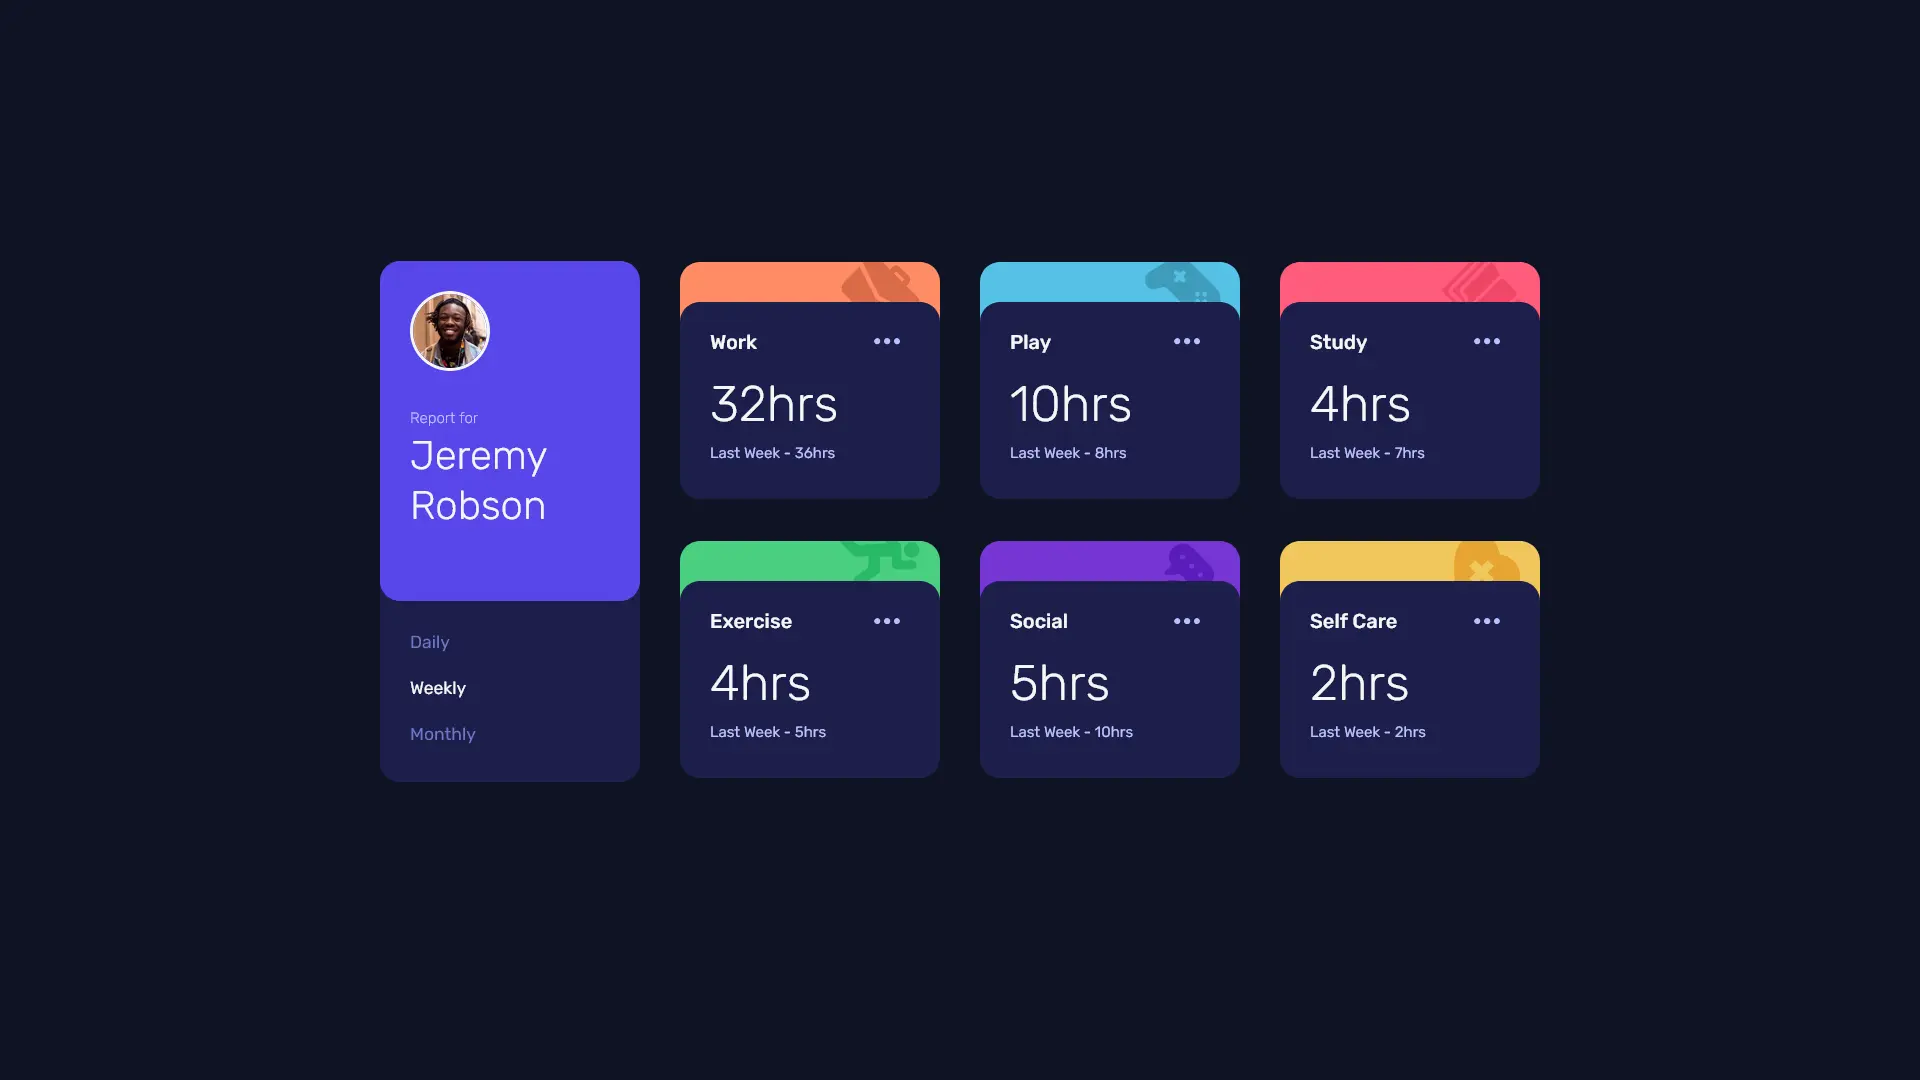 Report for
Jeremy
Robson
Daily
Weekly
Monthly
Work
32hrs
Last Week - 36hrs
Play
10hrs
Last Week - 8hrs
Study
4hrs
Last Week - 7hrs
Exercise
4hrs
Last Week - 5hrs
Social
5hrs
Last Week - 10hrs
Self Care
2hrs
Last Week - 2hrs